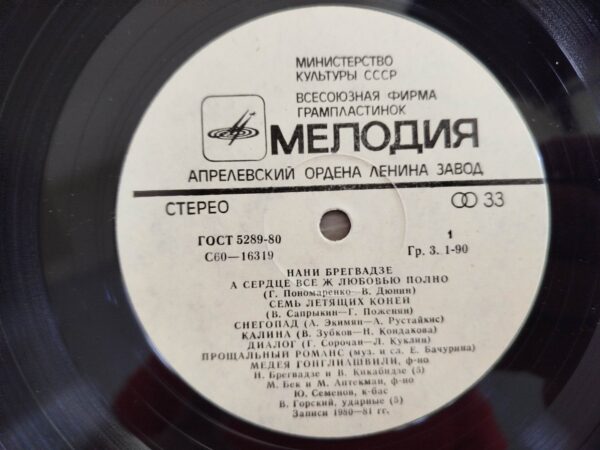 МИНИСТЕРСТВО
КУЛЬТУРЫ СССР
ВСЕСОЮЗНАЯ ФИРМА
ГРАМПЛАСТИНОК
МЕЛОДИЯ
АПРЕЛЕВСКИЙ ОРДЕНА ЛЕНИНА ЗАВОД
СТЕРЕО 33
ГОСТ 5289-80 1
С60—16319 Гр. 3. 1-90
НАНИ БРЕГВАДЗЕ
А СЕРДЦЕ ВСЕ Ж ЛЮБОВЬЮ ПОЛНО
(Г. Пономаренко—В. Дюнин)
СЕМЬ ЛЕТЯЩИХ КОНЕЙ
(В. Сапрыкин—Г. Поженян)
СНЕГОПАД (А. Экимян—А. Рустайкис)
КАЛИНА (В. Зубков—Н. Кондакова)
ДИАЛОГ (Г. Сорочан—Л. Куклин)
ПРОЩАЛЬНЫЙ РОМАНС (муз. и сл. Е. Бачурина)
МЕДЕЯ ГОНГЛИАШВИЛИ, ф-но
Н. Брегвадзе и В. Кикабидзе (5)
М. Бек и М. Аптекман, ф-но
Ю. Семенов, к-бас
В. Горский, ударные (5)
Записи 1980—81 гг.